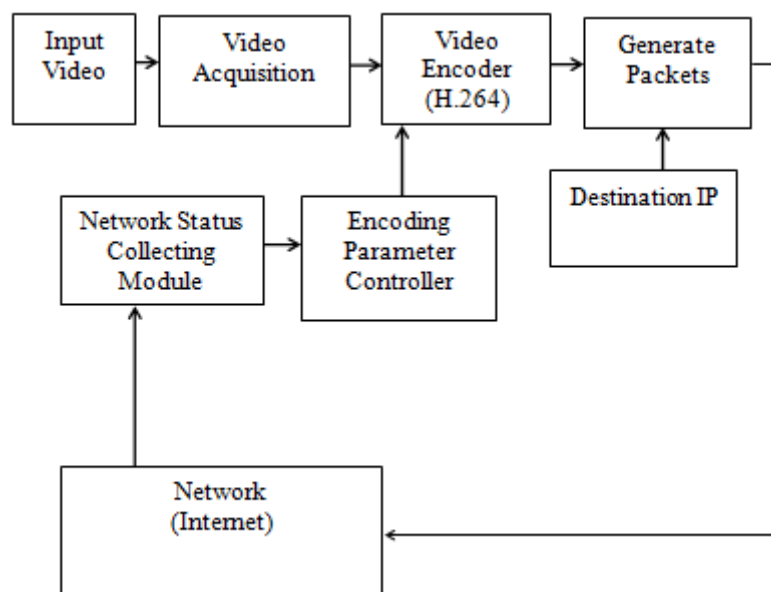 Input
Video
Video
Acquisition
Video
Encoder
(H.264)
Generate
Packets
Destination IP
Network Status
Collecting
Module
Encoding
Parameter
Controller
Network
(Internet)